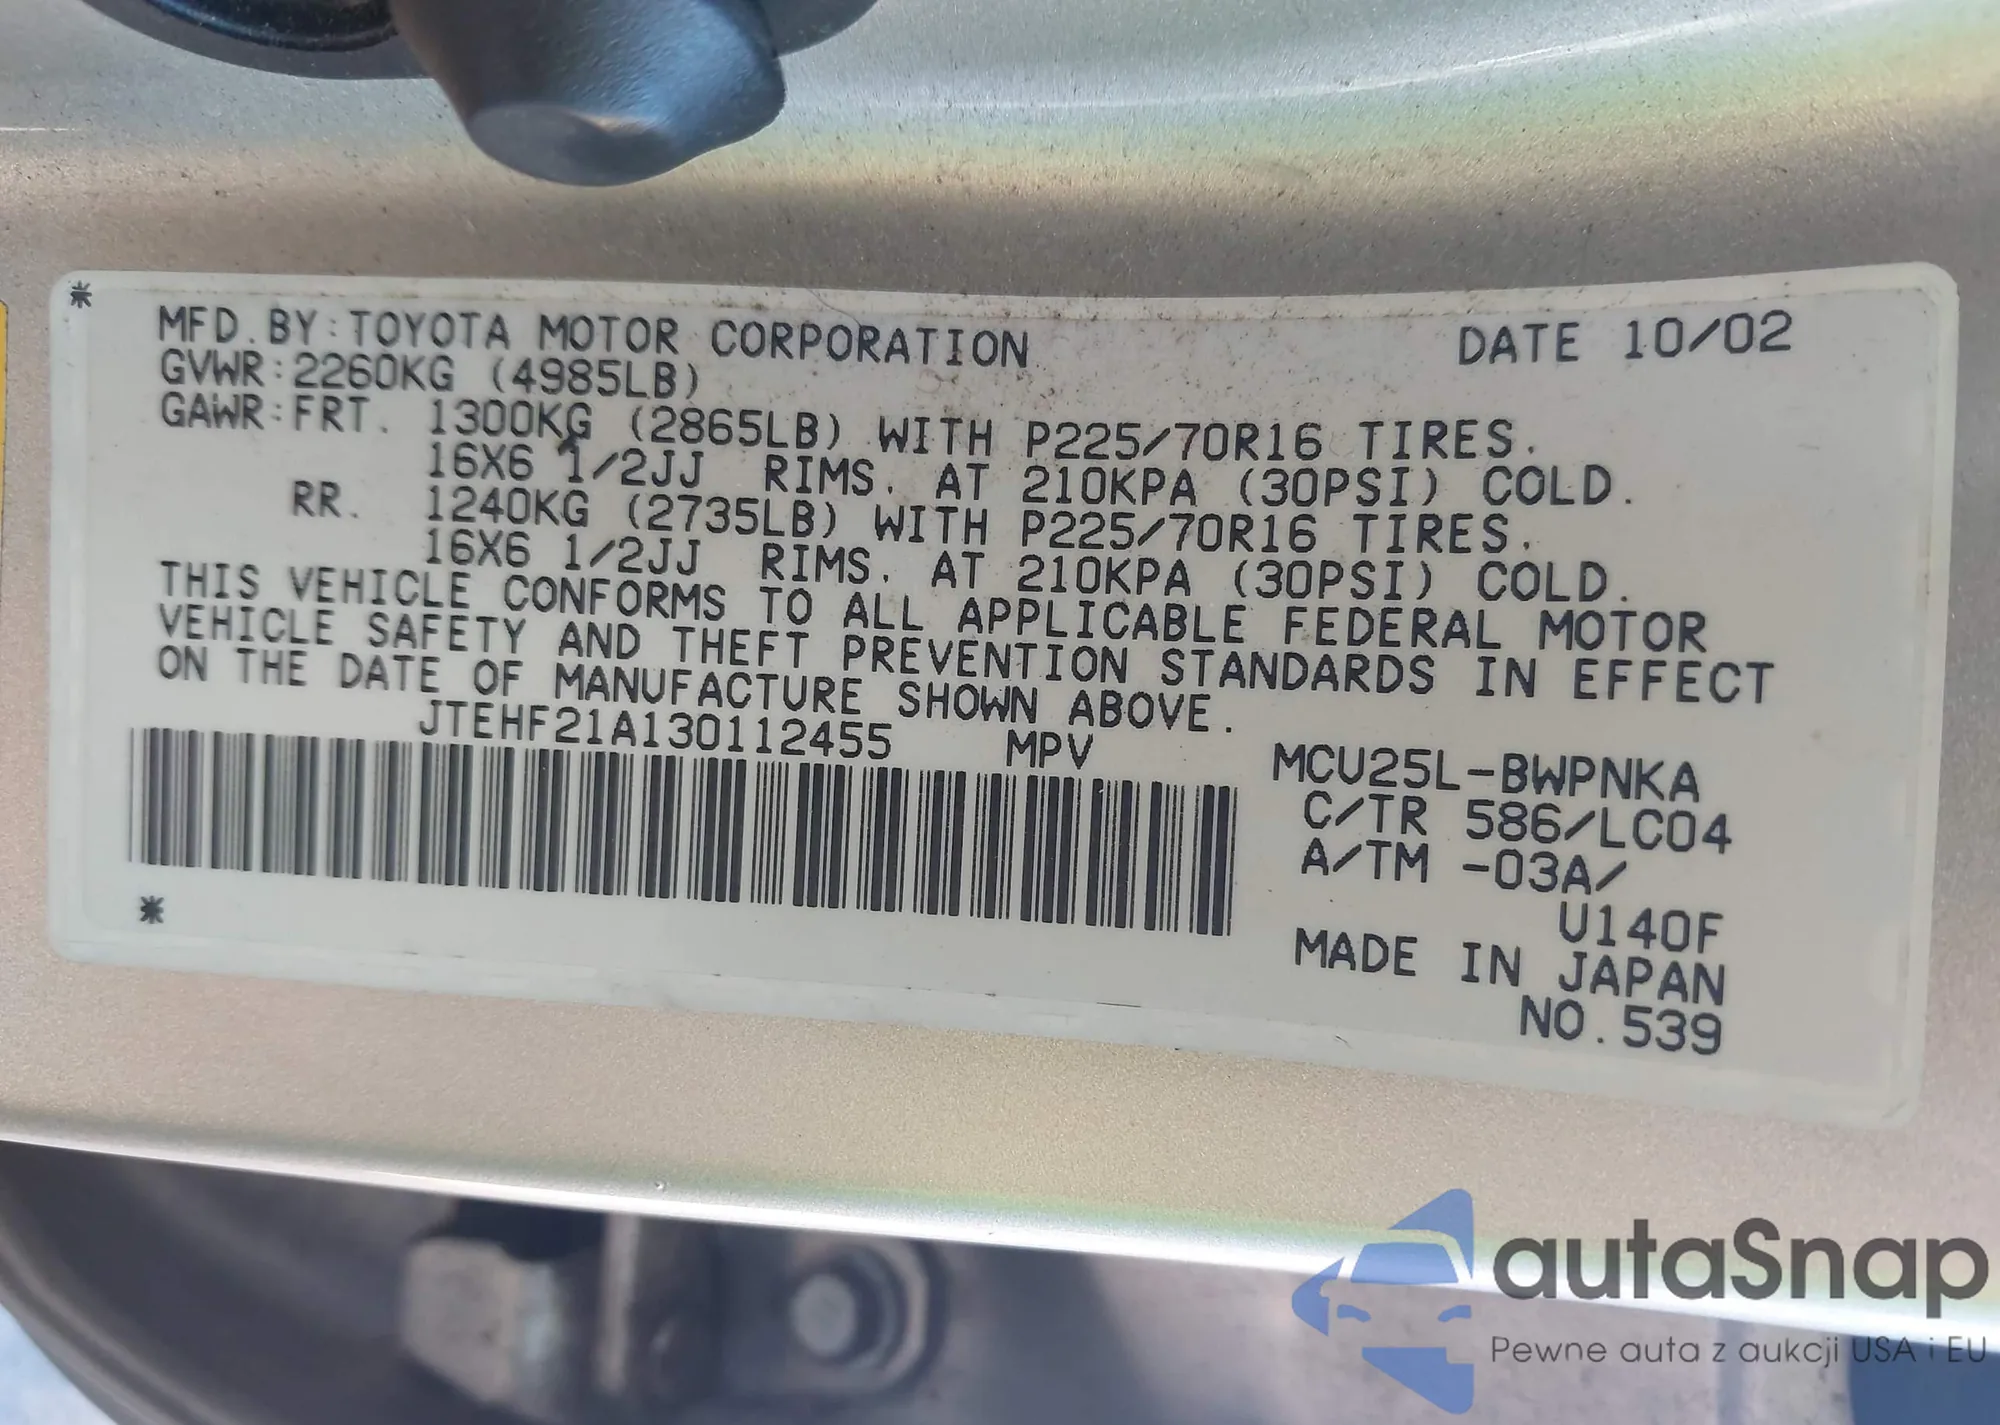 *
MFD. BY: TOYOTA MOTOR CORPORATION DATE 10/02
GVWR: 2260KG (4985LB)
GAWR: FRT. 1300KG (2865LB) WITH P225/70R16 TIRES.
16X6 1/2JJ RIMS. AT 210KPA (30PSI) COLD.
RR. 1240KG (2735LB) WITH P225/70R16 TIRES.
16X6 1/2JJ RIMS. AT 210KPA (30PSI) COLD.
THIS VEHICLE CONFORMS TO ALL APPLICABLE FEDERAL MOTOR
VEHICLE SAFETY AND THEFT PREVENTION STANDARDS IN EFFECT
ON THE DATE OF MANUFACTURE SHOWN ABOVE.
JTEHF21A130112455 MPV
MCU25L-BWPNKA
C/TR 586/LC04
A/TM -03A/
U140F
MADE IN JAPAN
NO. 539
*
autaSnap
Pewne auta z aukcji USA i EU